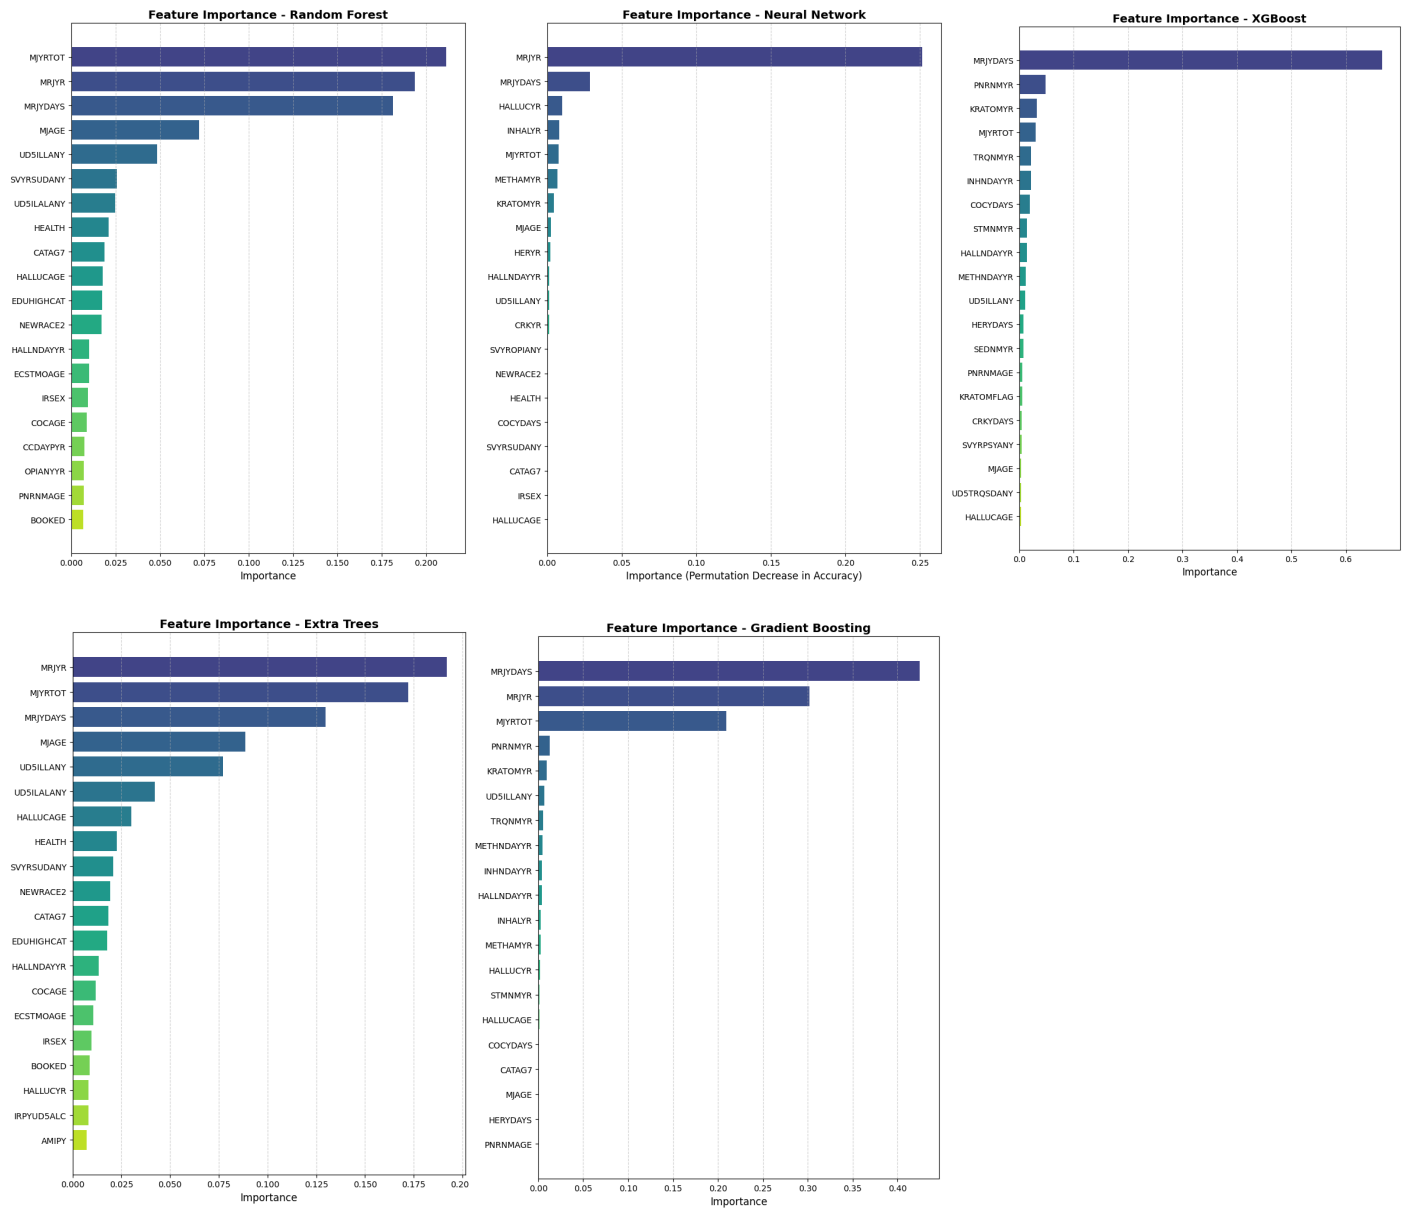 Feature Importance - Random Forest
MJYRTOT
MRJYR
MRJYDAYS
MJAGE
UD5ILLANY
SVYRSUDANY
UD5ILALANY
HEALTH
CATAG7
HALLUCAGE
EDUHIGHCAT
NEWRACE2
HALLNDAYYR
ECSTMOAGE
IRSEX
COCAGE
CCDAYPYR
OPIANYYR
PNRNMAGE
BOOKED
0.000 0.025 0.050 0.075 0.100 0.125 0.150 0.175 0.200
Importance
Feature Importance - Neural Network
MRJYR
MRJYDAYS
HALLUCYR
INHALYR
MJYRTOT
METHAMYR
KRATOMYR
MJAGE
HERYR
HALLNDAYYR
UD5ILLANY
CRKYR
SVYROPIANY
NEWRACE2
HEALTH
COCYDAYS
SVYRSUDANY
CATAG7
IRSEX
HALLUCAGE
0.00 0.05 0.10 0.15 0.20 0.25
Importance (Permutation Decrease in Accuracy)
Feature Importance - XGBoost
MRJYDAYS
PNRNMYR
KRATOMYR
MJYRTOT
TRQNMYR
INHNDAYYR
COCYDAYS
STMNMYR
HALLNDAYYR
METHNDAYYR
UD5ILLANY
HERYDAYS
SEDNMYR
PNRNMAGE
KRATOMFLAG
CRKYDAYS
SVYRPSYANY
MJAGE
UD5TRQSDANY
HALLUCAGE
0.0 0.1 0.2 0.3 0.4 0.5 0.6
Importance
Feature Importance - Extra Trees
MRJYR
MJYRTOT
MRJYDAYS
MJAGE
UD5ILLANY
UD5ILALANY
HALLUCAGE
HEALTH
SVYRSUDANY
NEWRACE2
CATAG7
EDUHIGHCAT
HALLNDAYYR
COCAGE
ECSTMOAGE
IRSEX
BOOKED
HALLUCYR
IRPYUD5ALC
AMIPY
0.000 0.025 0.050 0.075 0.100 0.125 0.150 0.175 0.20
Importance
Feature Importance - Gradient Boosting
MRJYDAYS
MRJYR
MJYRTOT
PNRNMYR
KRATOMYR
UD5ILLANY
TRQNMYR
METHNDAYYR
INHNDAYYR
HALLNDAYYR
INHALYR
METHAMYR
HALLUCYR
STMNMYR
HALLUCAGE
COCYDAYS
CATAG7
MJAGE
HERYDAYS
PNRNMAGE
0.00 0.05 0.10 0.15 0.20 0.25 0.30 0.35 0.40
Importance